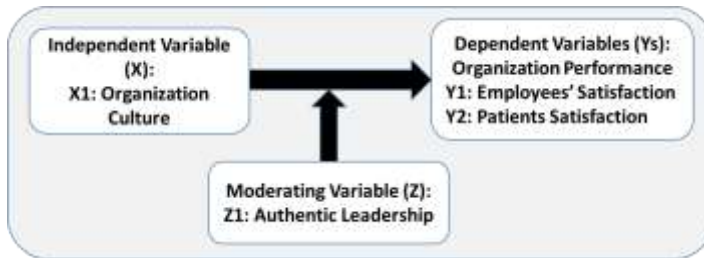 Independent Variable
(X):
X1: Organization
Culture
Dependent Variables (Ys):
Organization Performance
Y1: Employees' Satisfaction
Y2: Patients Satisfaction
Moderating Variable (Z):
Z1: Authentic Leadership